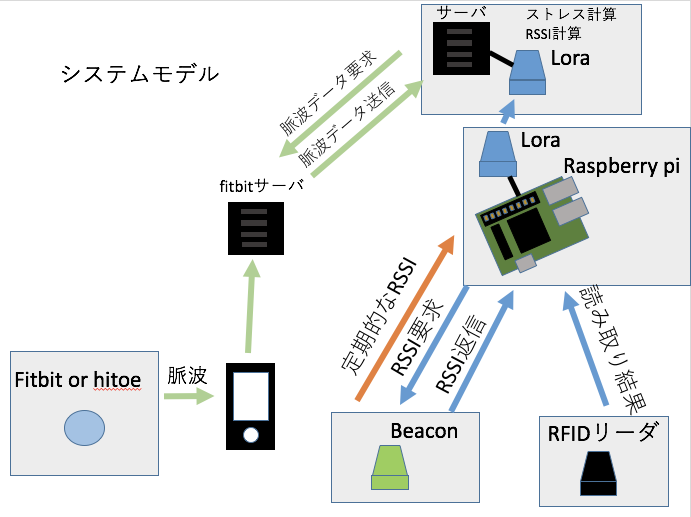 サーバ
ストレス計算
RSSI計算
Lora
システムモデル
脈波データ要求
脈波データ送信
Lora
Raspberry pi
fitbitサーバ
定期的なRSSI
RSSI要求
RSSI返信
読み取り結果
Fitbit or hitoe
脈波
Beacon
RFIDリーダ